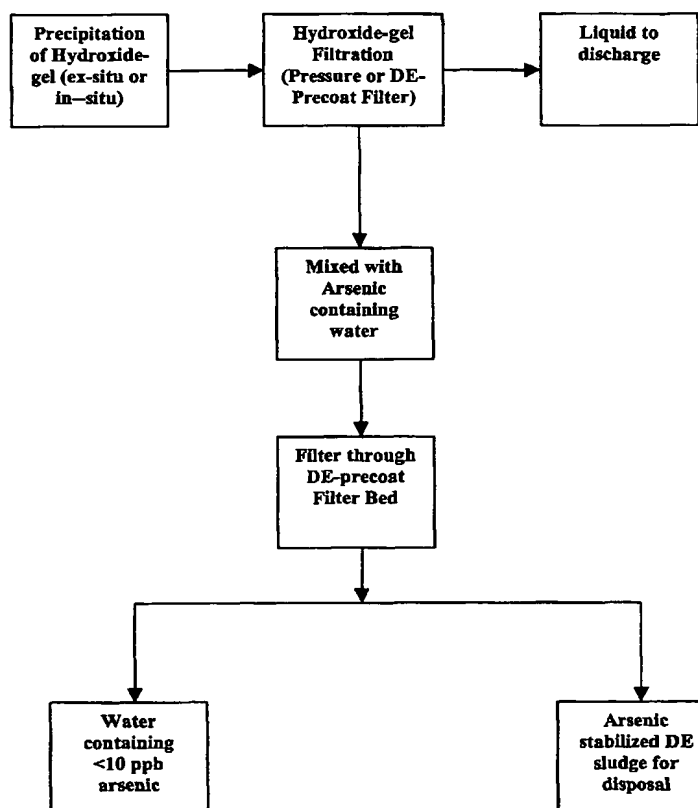 Precipitation
of Hydroxide-
gel (ex-situ or
in—situ)
Hydroxide-gel
Filtration
(Pressure or DE-
Precoat Filter)
Liquid to
discharge
Mixed with
Arsenic
containing
water
Filter through
DE-precoat
Filter Bed
Water
containing
<10 ppb
arsenic
Arsenic
stabilized DE
sludge for
disposal